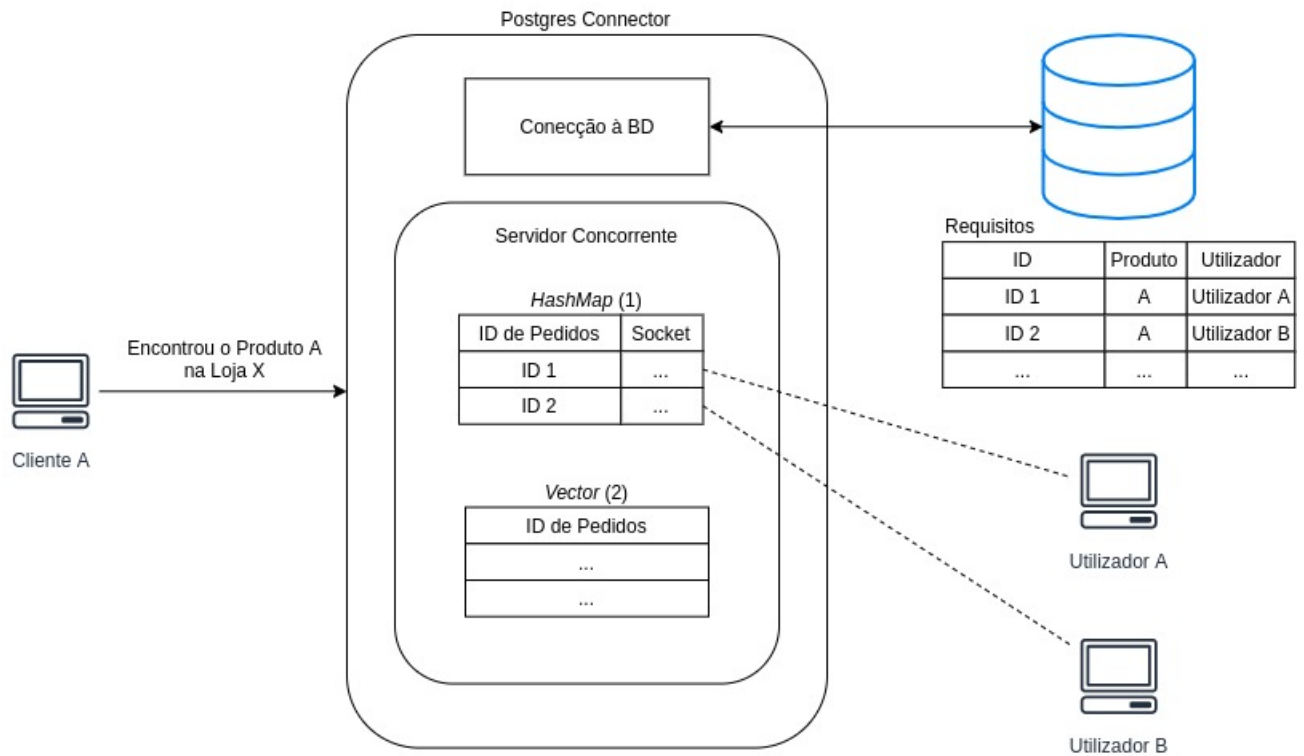 Postgres Connector
Conecção à BD
Servidor Concorrente
HashMap (1)
ID de Pedidos Socket
ID 1 ...
ID 2 ...
Vector (2)
ID de Pedidos
...
...
Encontrou o Produto A
na Loja X
Cliente A
Requisitos
ID Produto Utilizador
ID 1 A Utilizador A
ID 2 A Utilizador B
... ... ...
Utilizador A
Utilizador B